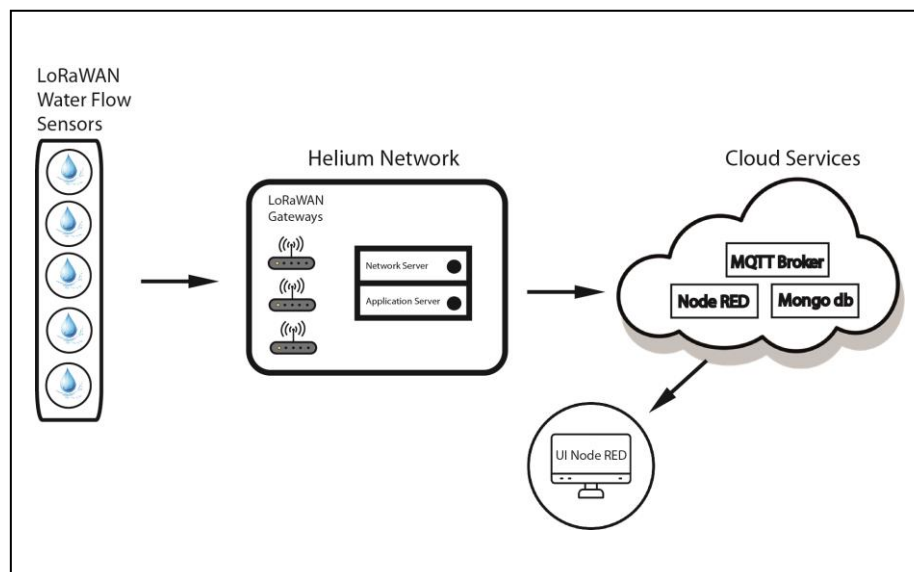 LoRaWAN
Water Flow
Sensors
Helium Network
LoRaWAN
Gateways
Network Server
Application Server
Cloud Services
MQTT Broker
Node RED
Mongo db
UI Node RED